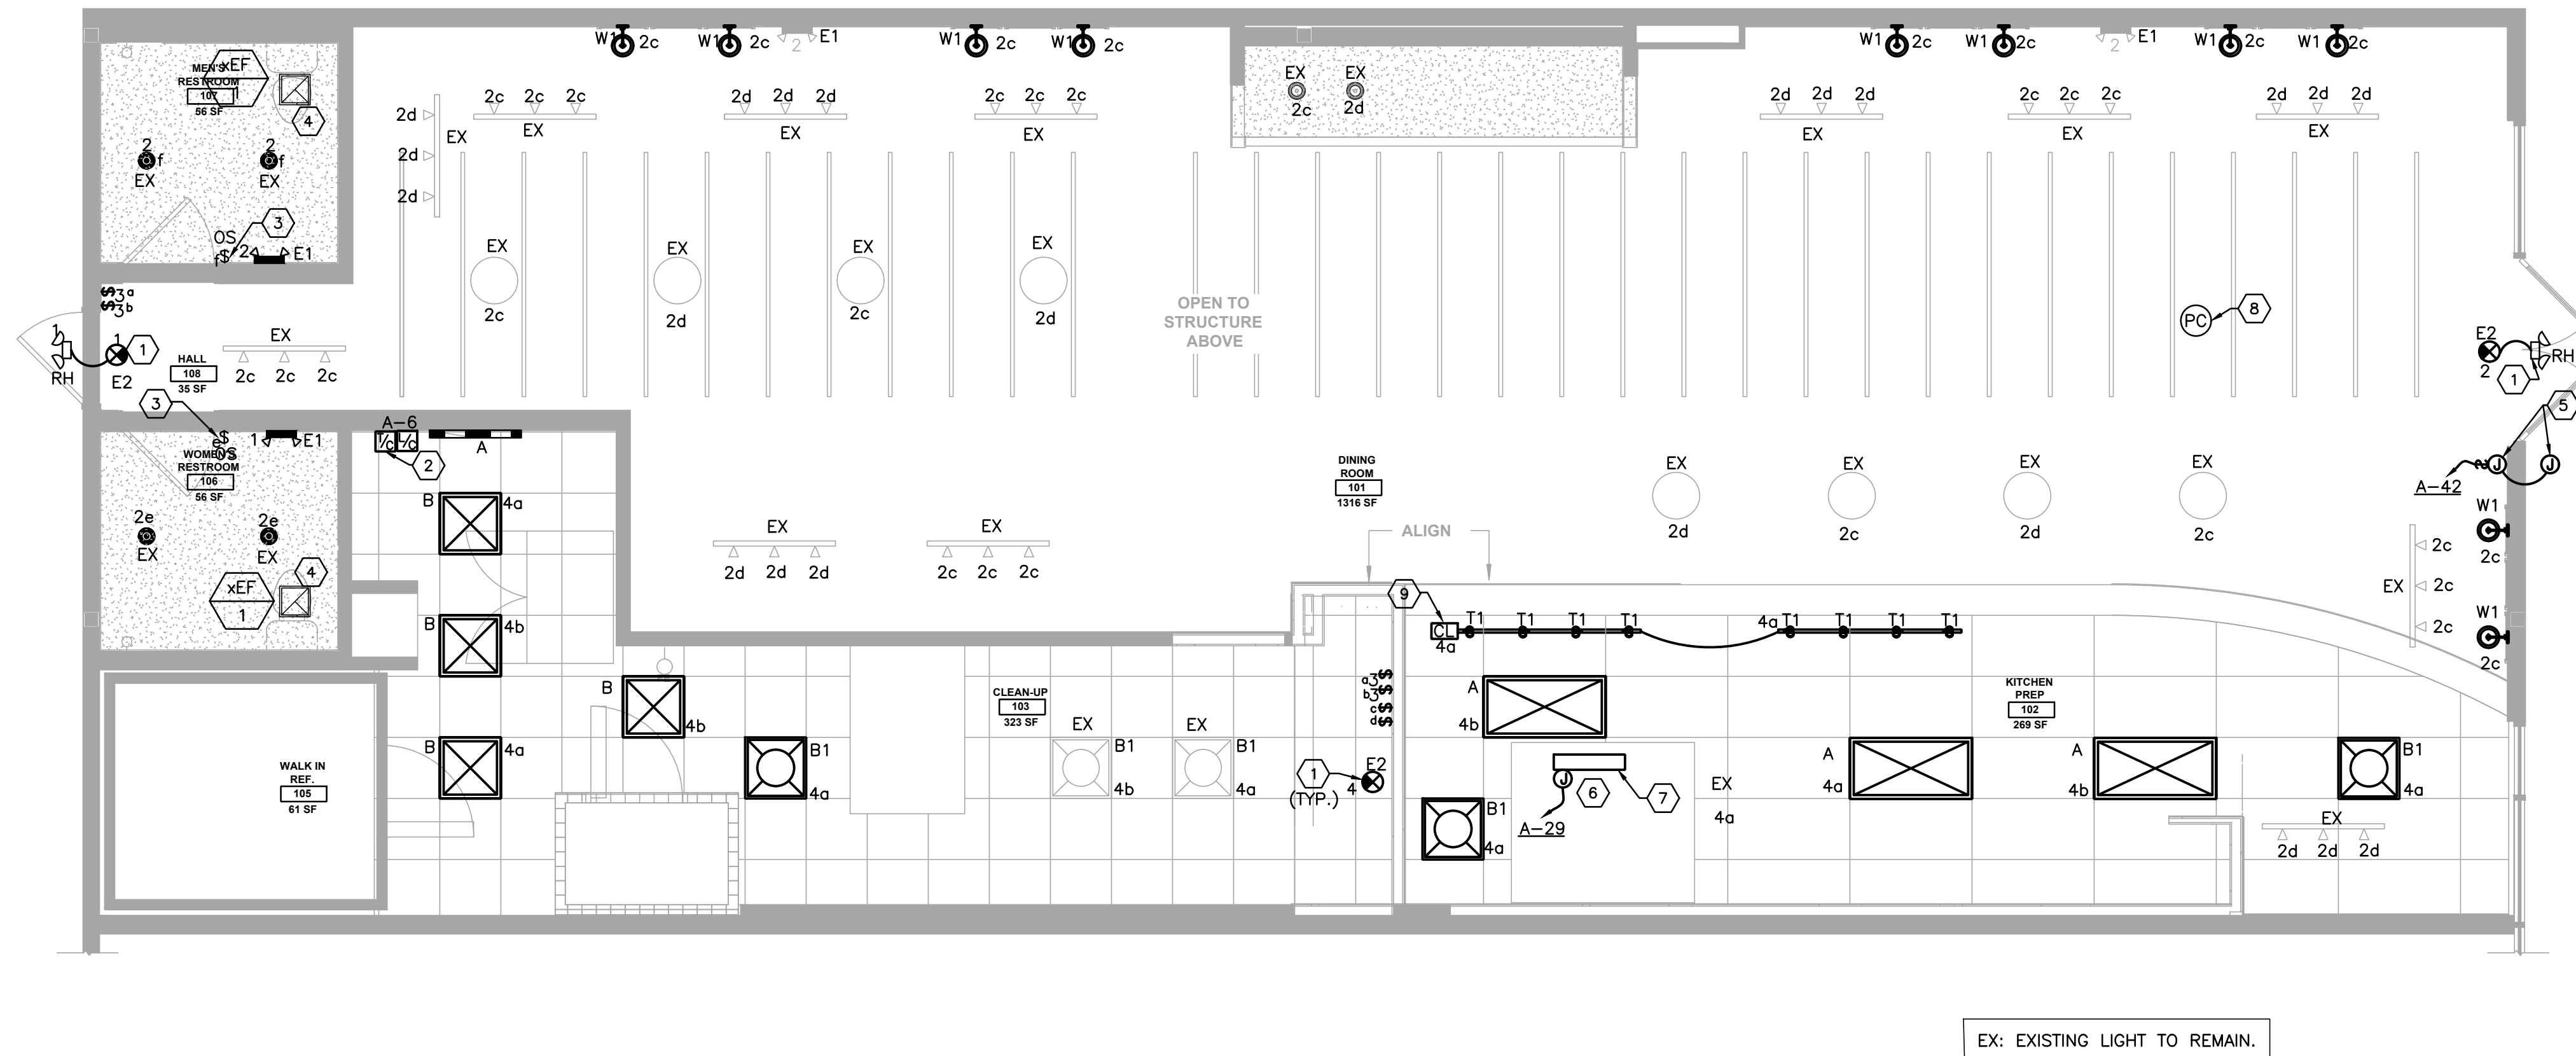 W1 2c W1 2c 2 E1 W1 2c W1 2c W1 2c W1 2c 2 E1 W1 2c W1 2c
MEN'S xEF
RESTROOM
107 1
56 SF
4
EX EX
2c 2d
2c 2c 2c 2d 2d 2d 2c 2c 2c 2d 2d 2d 2c 2c 2c 2d 2d 2d
EX EX EX EX EX EX
2d
2d
2d
EX
2 f 2 f
EX EX
3
OS
f$ 2 E1
EX EX EX EX
2c 2d 2c 2d
OPEN TO
STRUCTURE
ABOVE
PC 8
$3a
$3b
1 1 1
RH E2
HALL
108
35 SF
EX
2c 2c 2c
3
E2
2 1 RH
5
A-6
T/C L/C
A
2
$
e
OS
1 E1
WOMEN'S
RESTROOM
106
56 SF
2e 2e
EX EX
4
xEF
1
B 4a
B 4b
B 4b
B 4a
DINING
ROOM
101
1316 SF
ALIGN
EX EX EX EX
2d 2c 2d 2c
2 J J
A-42
W1
2c
EX 2c
2c
2c
W1
2c
EX EX
2d 2d 2d 2c 2c 2c
9
CL T1 T1 T1 T1 4a T1 T1 T1 T1
4a
a3$
b3$
c$
d$
CLEAN-UP
103
323 SF
KITCHEN
PREP
102
269 SF
A
4b
B1
4a
EX EX
B1 B1
4b 4a
1
(TYP.)
E2
4
J 6 7
A-29
EX
4a
A
4a
A
4b
B1
4a
B1
4a
EX
2d 2d 2d
WALK IN
REF.
105
61 SF
EX: EXISTING LIGHT TO REMAIN.